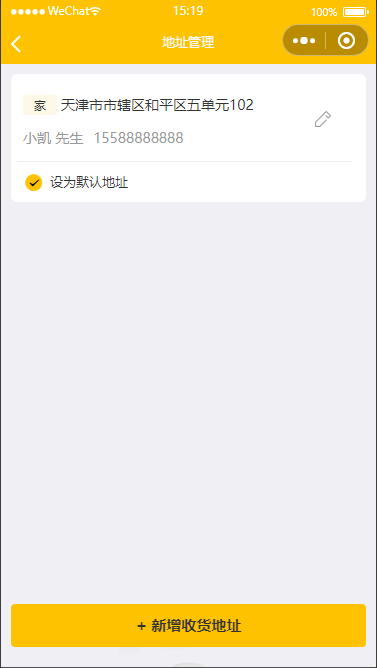 ●●●●● WeChat 15:19 100%
地址管理
家 天津市市辖区和平区五单元102
小凯 先生 15588888888
设为默认地址
+ 新增收货地址